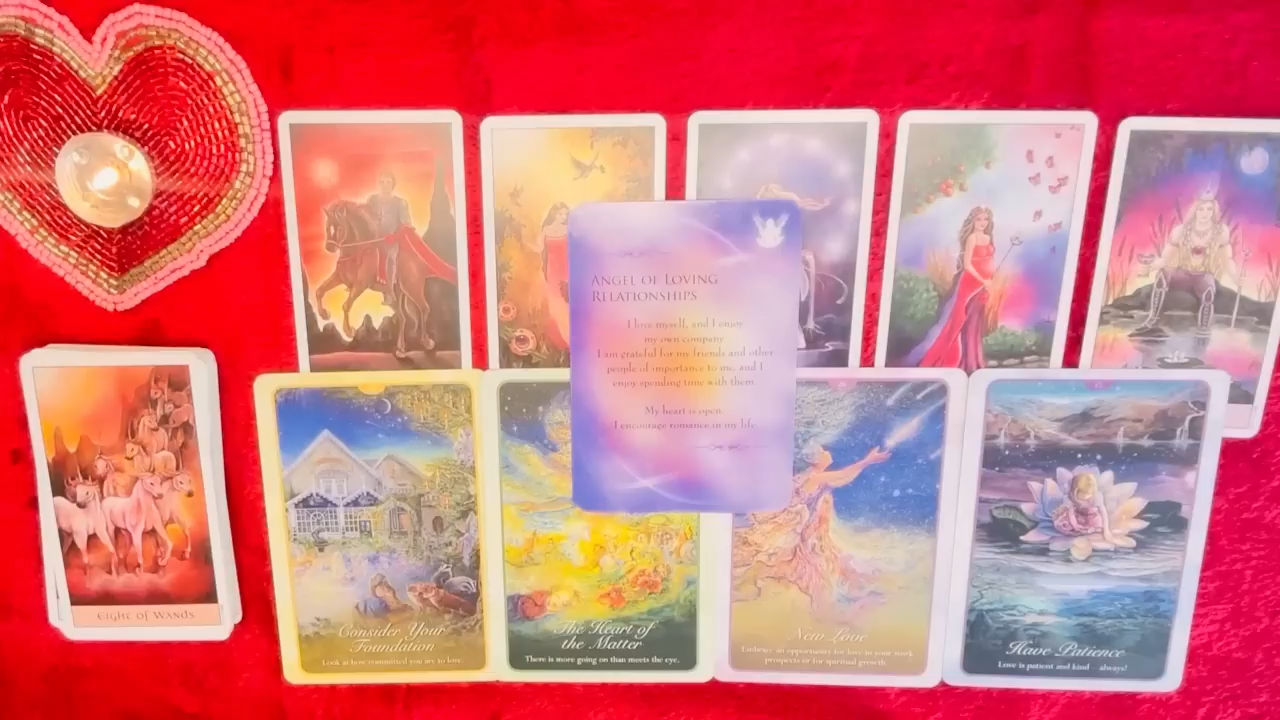 ANGEL OF LOVING
RELATIONSHIPS
I love myself, and I enjoy
my own company
I am grateful for my friends and other
people of importance to me, and I
enjoy spending time with them.
My heart is open
I encourage romance in my life
EIGHT OF WANDS
Consider Your
Foundation
Look at how committed you are to love.
The Heart of
the Matter
There is more going on than meets the eye.
New Love
Embrace an opportunity for love in your work,
prospects or for spiritual growth.
Have Patience
Love is patient and kind always!